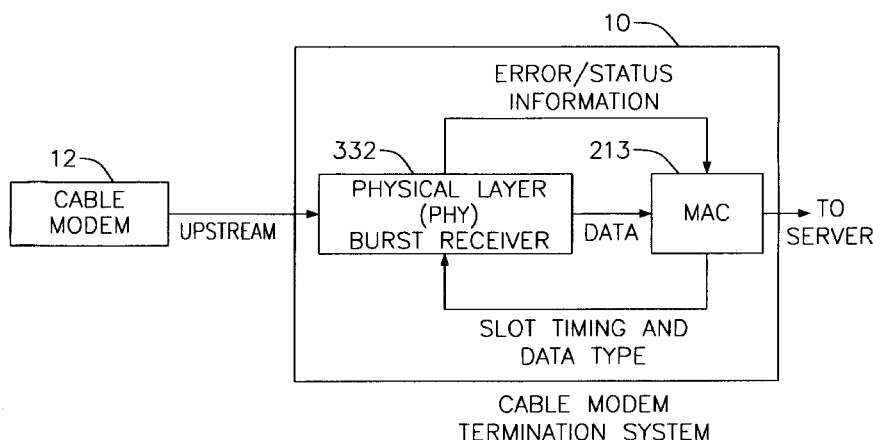 10
ERROR/STATUS
INFORMATION
12
332
213
CABLE
MODEM
UPSTREAM
PHYSICAL LAYER
(PHY)
BURST RECEIVER
DATA
MAC
TO
SERVER
SLOT TIMING AND
DATA TYPE
CABLE MODEM
TERMINATION SYSTEM